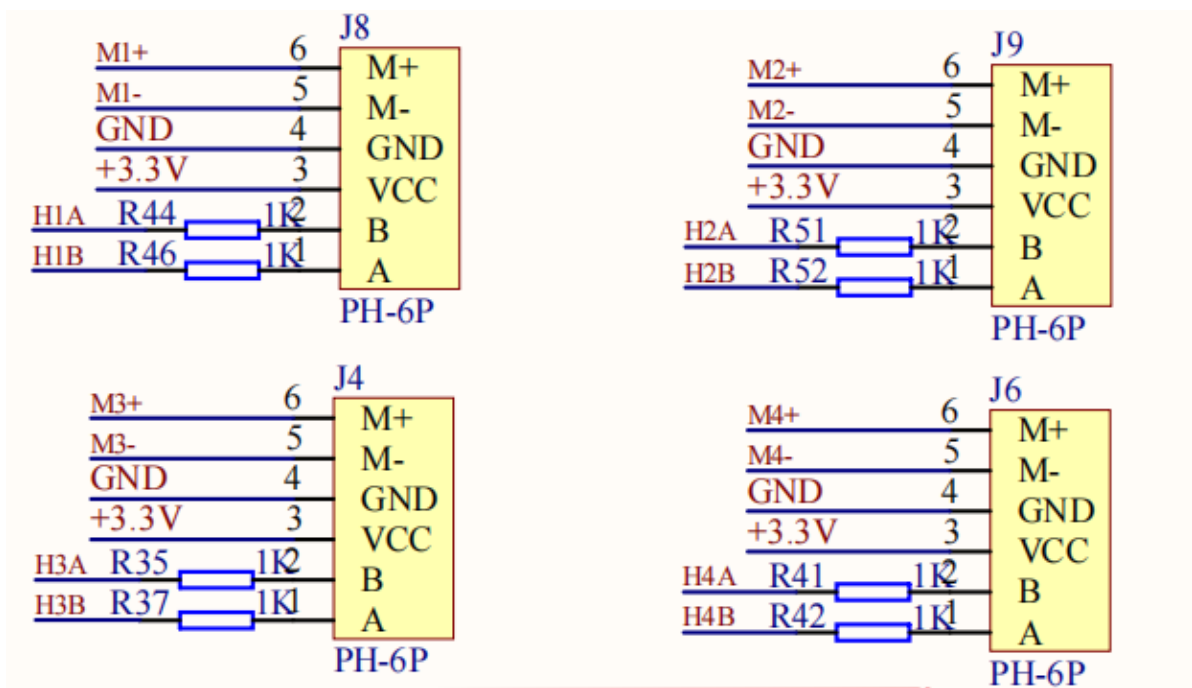 J8
M1+ 6 M+
M1- 5 M-
GND 4 GND
+3.3V 3 VCC
H1A R44 1K 2 B
H1B R46 1K 1 A
PH-6P
J9
M2+ 6 M+
M2- 5 M-
GND 4 GND
+3.3V 3 VCC
H2A R51 1K 2 B
H2B R52 1K 1 A
PH-6P
J4
M3+ 6 M+
M3- 5 M-
GND 4 GND
+3.3V 3 VCC
H3A R35 1K 2 B
H3B R37 1K 1 A
PH-6P
J6
M4+ 6 M+
M4- 5 M-
GND 4 GND
+3.3V 3 VCC
H4A R41 1K 2 B
H4B R42 1K 1 A
PH-6P